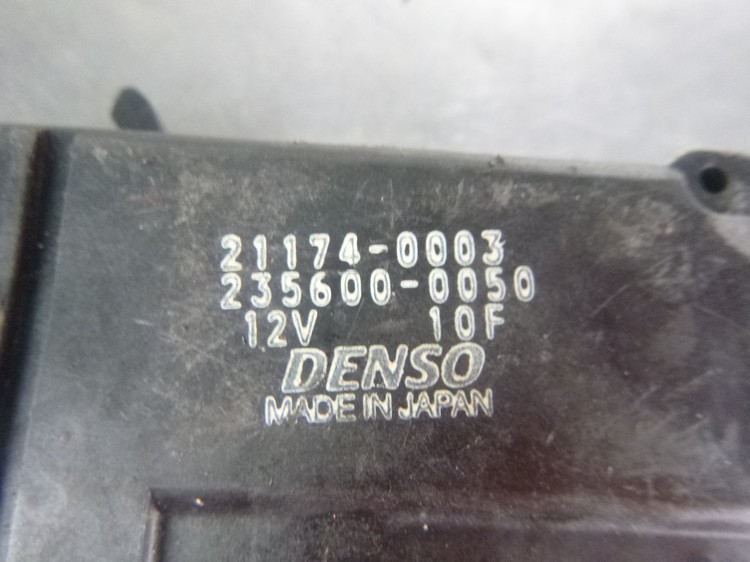 21174-0003
235600-0050
12V 10F
DENSO
MADE IN JAPAN